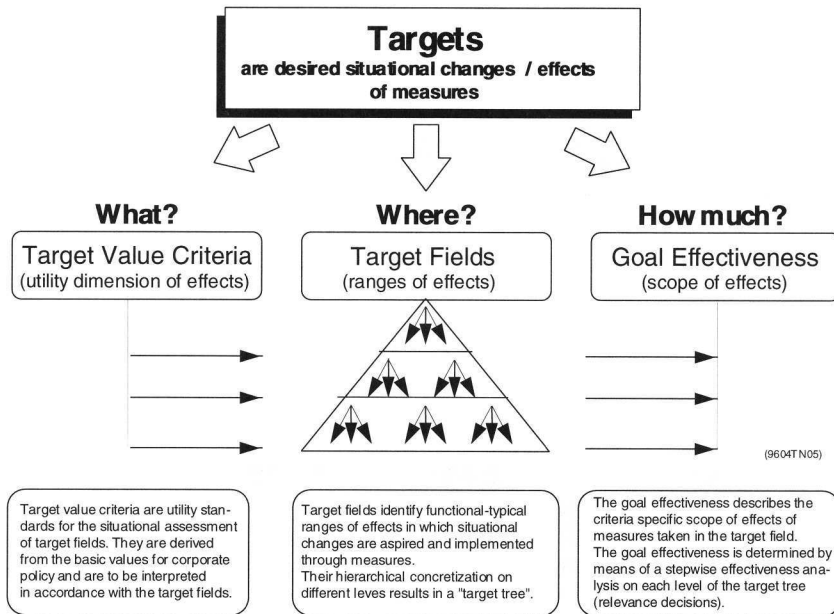 Targets
are desired situational changes / effects
of measures
What?
Where?
How much?
Target Value Criteria
(utility dimension of effects)
Target Fields
(ranges of effects)
Goal Effectiveness
(scope of effects)
(9604TN05)
Target value criteria are utility stan-
dards for the situational assessment
of target fields. They are derived
from the basic values for corporate
policy and are to be interpreted
in accordance with the target fields.
Target fields identify functional-typical
ranges of effects in which situational
changes are aspired and implemented
through measures.
Their hierarchical concretization on
different leves results in a "target tree".
The goal effectiveness describes the
criteria specific scope of effects of
measures taken in the target field.
The goal effectiveness is determined by
means of a stepwise effectiveness ana-
lysis on each level of the target tree
(relevance decisions).